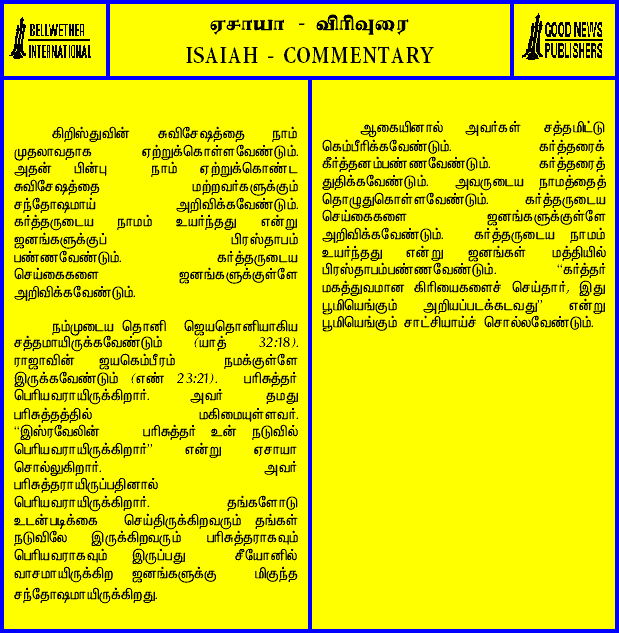 BELLWETHER
INTERNATIONAL
ஏசாயா - விரிவுரை
ISAIAH - COMMENTARY
GOOD NEWS
PUBLISHERS
கிறிஸ்துவின் சுவிசேஷத்தை நாம்
முதலாவதாக ஏற்றுக்கொள்ளவேண்டும்.
அதன் பின்பு நாம் ஏற்றுக்கொண்ட
சுவிசேஷத்தை மற்றவர்களுக்கும்
சந்தோஷமாய் அறிவிக்கவேண்டும்.
கர்த்தருடைய நாமம் உயர்ந்தது என்று
ஜனங்களுக்குப் பிரஸ்தாபம்
பண்ணவேண்டும். கர்த்தருடைய
செய்கைகளை ஜனங்களுக்குள்ளே
அறிவிக்கவேண்டும்.
நம்முடைய தொனி ஜெயதொனியாகிய
சத்தமாயிருக்கவேண்டும் (யாத் 32:18).
ராஜாவின் ஜயகெம்பீரம் நமக்குள்ளே
இருக்கவேண்டும் (எண் 23:21). பரிசுத்தர்
பெரியவராயிருக்கிறார். அவர் தமது
பரிசுத்தத்தில் மகிமையுள்ளவர்.
“இஸ்ரவேலின் பரிசுத்தர் உன் நடுவில்
பெரியவராயிருக்கிறார்” என்று ஏசாயா
சொல்லுகிறார். அவர்
பரிசுத்தராயிருப்பதினால்
பெரியவராயிருக்கிறார். தங்களோடு
உடன்படிக்கை செய்திருக்கிறவரும் தங்கள்
நடுவிலே இருக்கிறவரும் பரிசுத்தராகவும்
பெரியவராகவும் இருப்பது சீயோனில்
வாசமாயிருக்கிற ஜனங்களுக்கு மிகுந்த
சந்தோஷமாயிருக்கிறது.
ஆகையினால் அவர்கள் சத்தமிட்டு
கெம்பீரிக்கவேண்டும். கர்த்தரைக்
கீர்த்தனம்பண்ணவேண்டும். கர்த்தரைத்
துதிக்கவேண்டும். அவருடைய நாமத்தைத்
தொழுதுகொள்ளவேண்டும். கர்த்தருடைய
செய்கைகளை ஜனங்களுக்குள்ளே
அறிவிக்கவேண்டும். கர்த்தருடைய நாமம்
உயர்ந்தது என்று ஜனங்கள் மத்தியில்
பிரஸ்தாபம்பண்ணவேண்டும். “கர்த்தர்
மகத்துவமான கிரியைகளைச் செய்தார், இது
பூமியெங்கும் அறியப்படக்கடவது” என்று
பூமியெங்கும் சாட்சியாய்ச் சொல்லவேண்டும்.